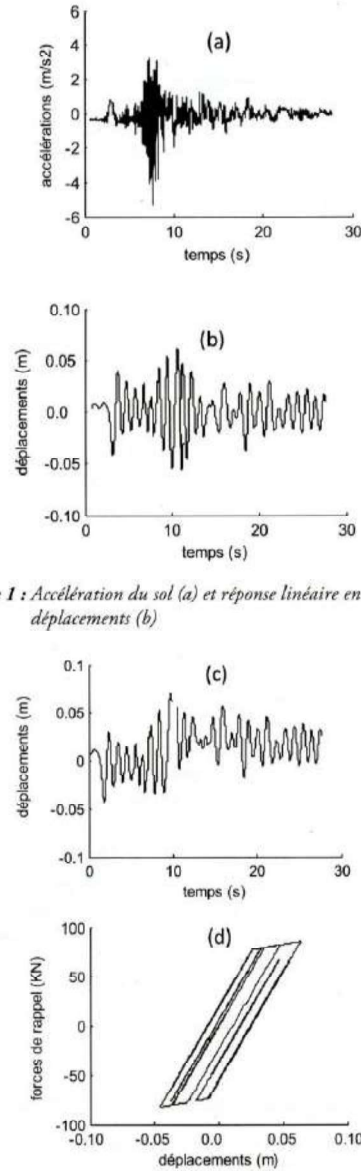 (a)
accélérations (m/s2)
6
4
2
0
-2
-4
-6
0
10
20
30
temps (s)
(b)
déplacements (m)
0.10
0.05
0.0
-0.05
-0.10
0
10
20
30
temps (s)
1 : Accélération du sol (a) et réponse linéaire en
déplacements (b)
(c)
déplacements (m)
0.1
0.05
0
-0.05
-0.1
0
10
20
30
temps (s)
(d)
forces de rappel (KN)
100
50
0
-50
-100
-0.10
-0.05
0.0
0.05
0.10
déplacements (m)